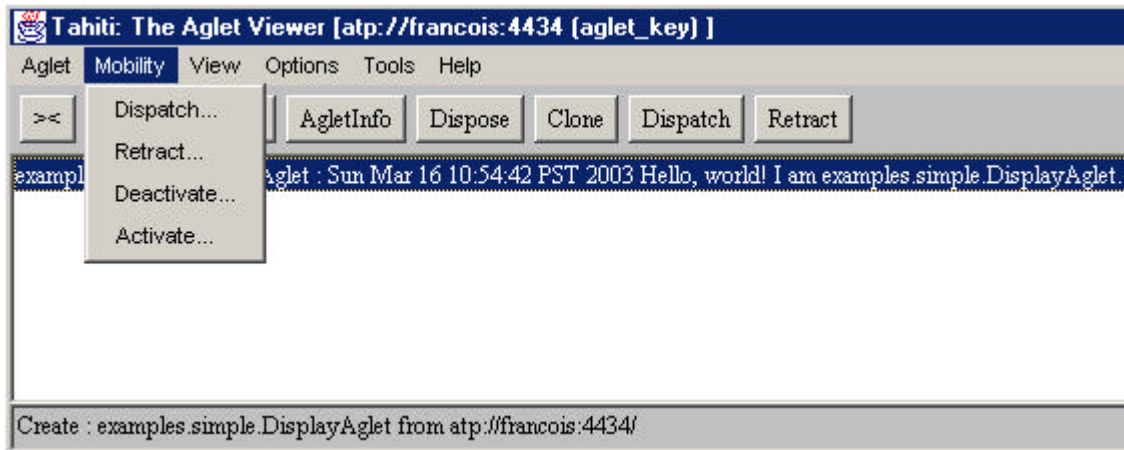 Tahiti: The Aglet Viewer [atp://francois:4434 (aglet_key) ]
Aglet Mobility View Options Tools Help
>< AgletInfo Dispose Clone Dispatch Retract
Dispatch...
Retract...
Deactivate...
Activate...
exampl Aglet : Sun Mar 16 10:54:42 PST 2003 Hello, world! I am examples.simple.DisplayAglet.
Create : examples.simple.DisplayAglet from atp://francois:4434/